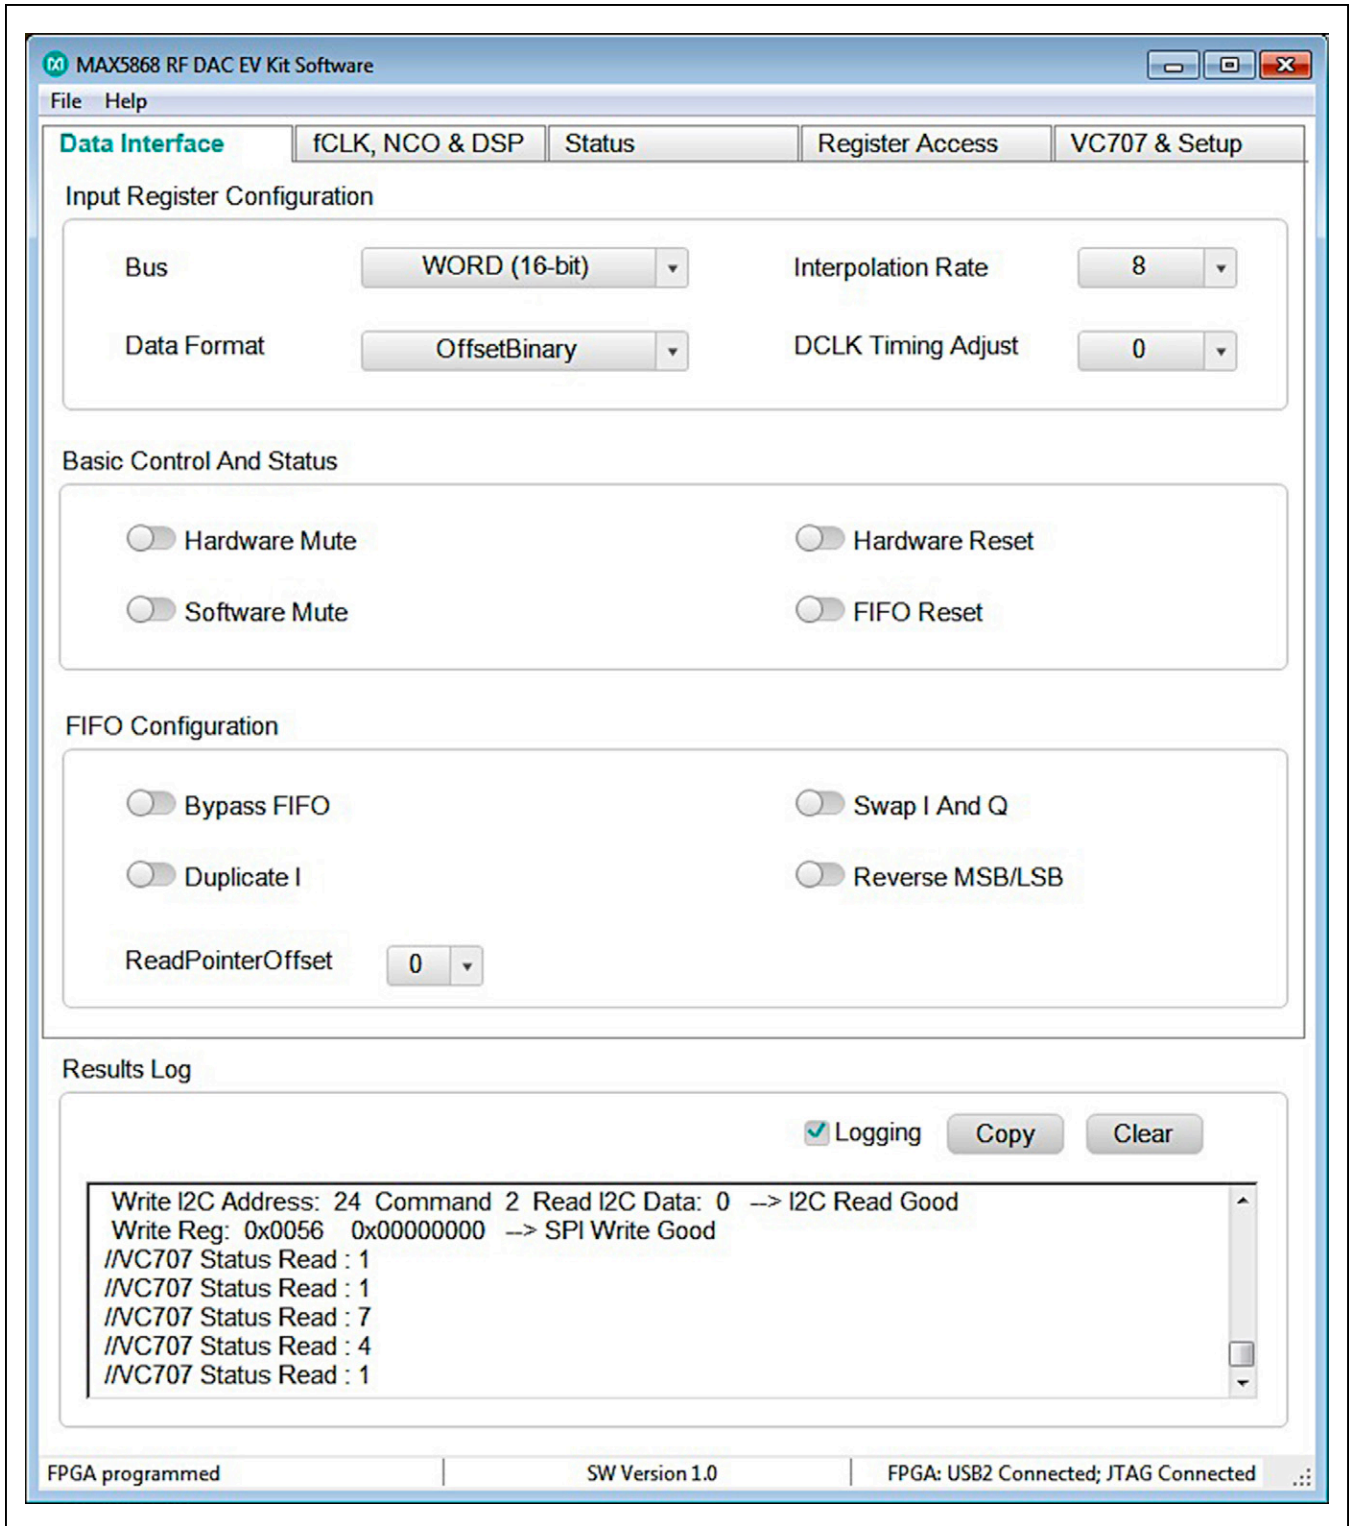 MAX5868 RF DAC EV Kit Software
File Help
Data Interface fCLK, NCO & DSP Status Register Access VC707 & Setup
Input Register Configuration
Bus WORD (16-bit) Interpolation Rate 8
Data Format OffsetBinary DCLK Timing Adjust 0
Basic Control And Status
Hardware Mute Hardware Reset
Software Mute FIFO Reset
FIFO Configuration
Bypass FIFO Swap I And Q
Duplicate I Reverse MSB/LSB
ReadPointerOffset 0
Results Log
Logging Copy Clear
Write I2C Address: 24 Command 2 Read I2C Data: 0 --> I2C Read Good
Write Reg: 0x0056 0x00000000 --> SPI Write Good
//VC707 Status Read : 1
//VC707 Status Read : 1
//VC707 Status Read : 7
//VC707 Status Read : 4
//VC707 Status Read : 1
FPGA programmed SW Version 1.0 FPGA: USB2 Connected; JTAG Connected